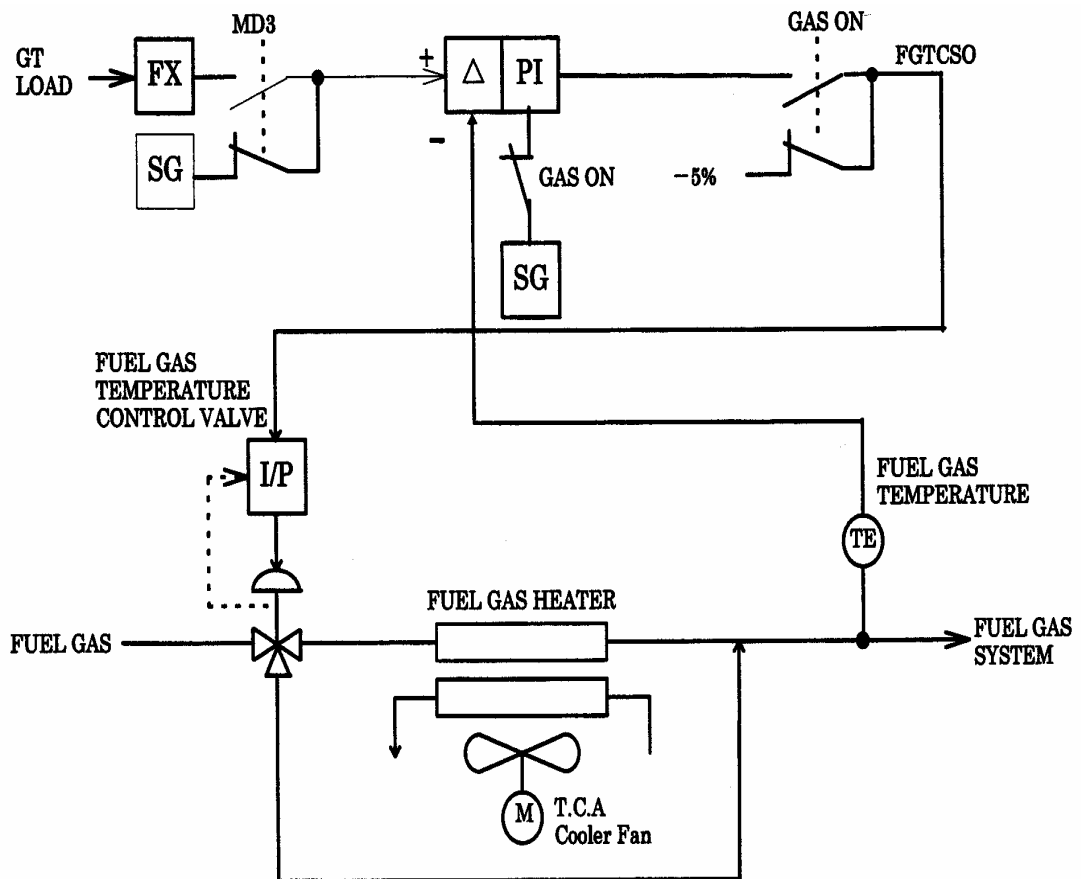 MD3
GAS ON
GT
LOAD
FX
+
Δ
PI
FGTCSO
SG
−
GAS ON
−5%
SG
FUEL GAS
TEMPERATURE
CONTROL VALVE
I/P
FUEL GAS
TEMPERATURE
TE
FUEL GAS HEATER
FUEL GAS
FUEL GAS
SYSTEM
M
T.C.A
Cooler Fan